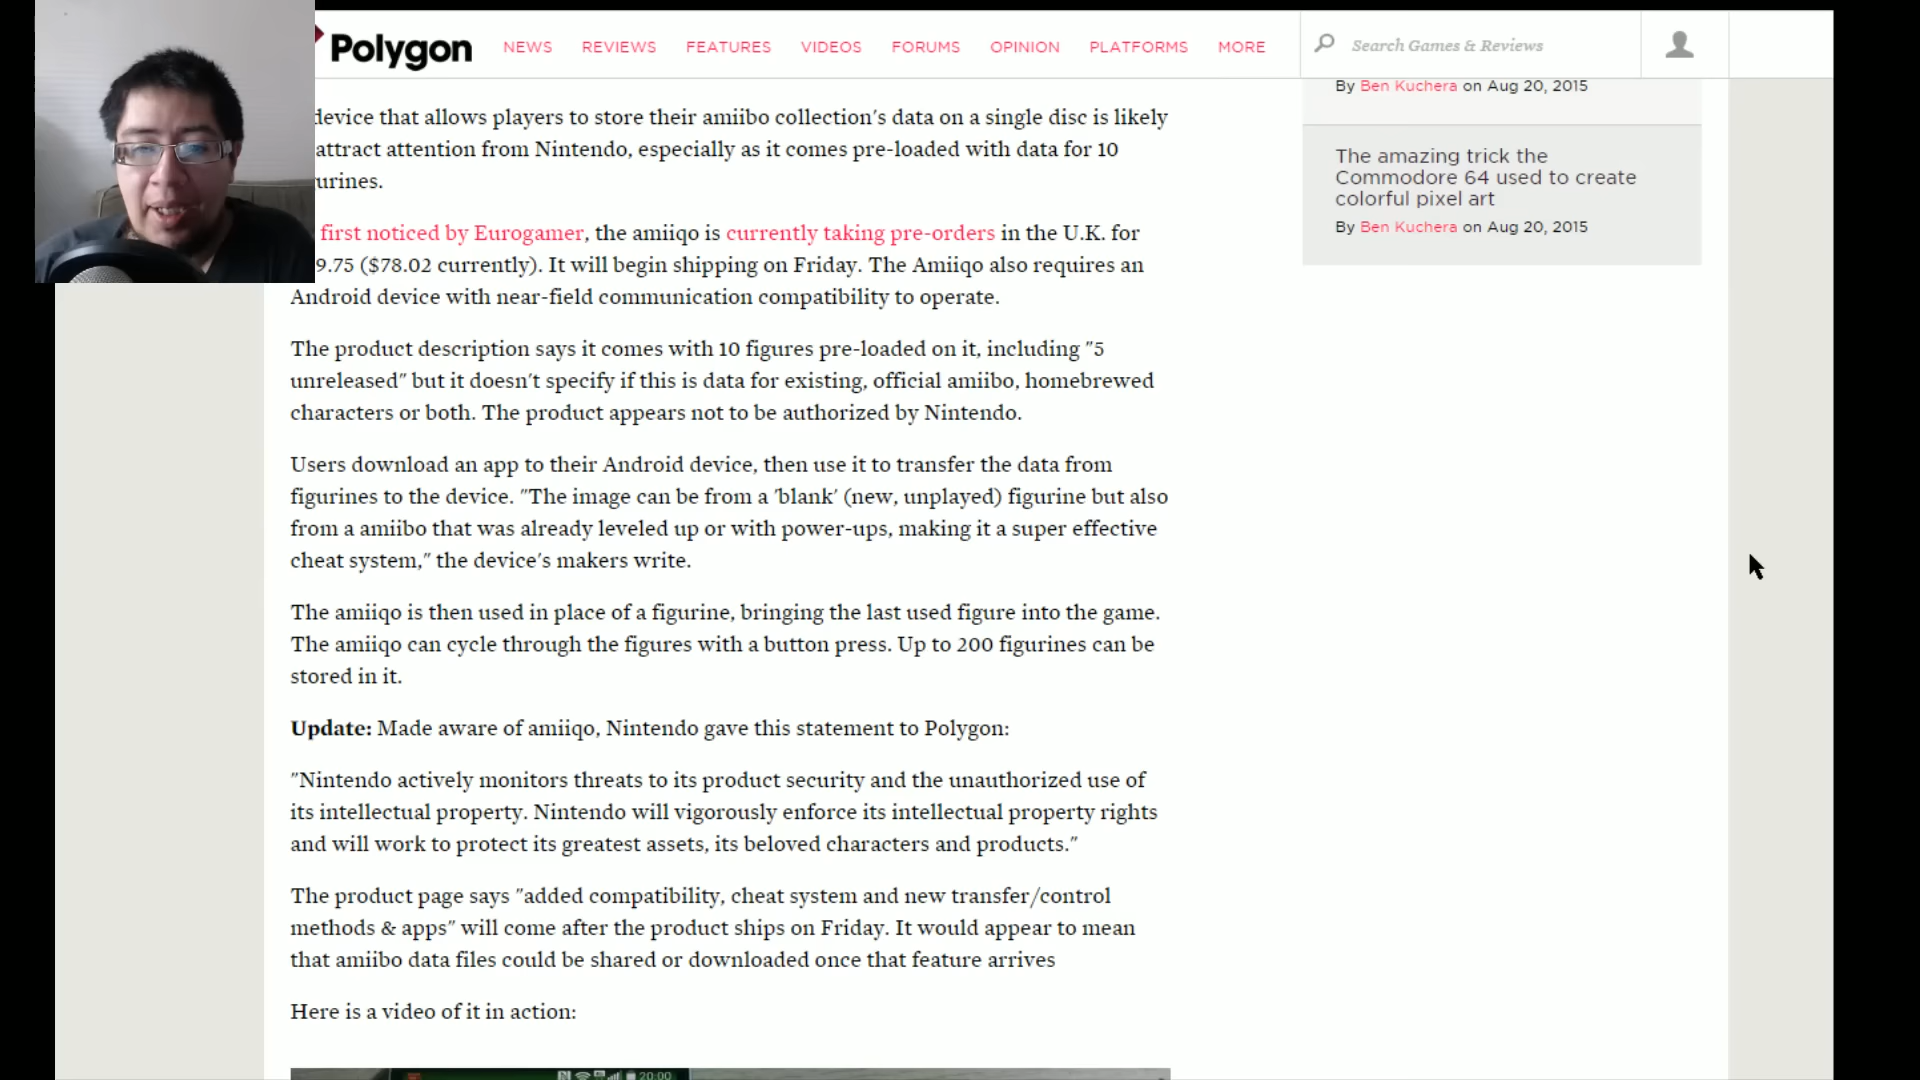 Polygon
NEWS REVIEWS FEATURES VIDEOS FORUMS OPINION PLATFORMS MORE
Search Games & Reviews
device that allows players to store their amiibo collection's data on a single disc is likely
attract attention from Nintendo, especially as it comes pre-loaded with data for 10
urines.
first noticed by Eurogamer, the amiiqo is currently taking pre-orders in the U.K. for
9.75 ($78.02 currently). It will begin shipping on Friday. The Amiiqo also requires an
Android device with near-field communication compatibility to operate.
The product description says it comes with 10 figures pre-loaded on it, including "5
unreleased" but it doesn't specify if this is data for existing, official amiibo, homebrewed
characters or both. The product appears not to be authorized by Nintendo.
Users download an app to their Android device, then use it to transfer the data from
figurines to the device. "The image can be from a 'blank' (new, unplayed) figurine but also
from a amiibo that was already leveled up or with power-ups, making it a super effective
cheat system," the device's makers write.
The amiiqo is then used in place of a figurine, bringing the last used figure into the game.
The amiiqo can cycle through the figures with a button press. Up to 200 figurines can be
stored in it.
Update: Made aware of amiiqo, Nintendo gave this statement to Polygon:
"Nintendo actively monitors threats to its product security and the unauthorized use of
its intellectual property. Nintendo will vigorously enforce its intellectual property rights
and will work to protect its greatest assets, its beloved characters and products."
The product page says "added compatibility, cheat system and new transfer/control
methods & apps" will come after the product ships on Friday. It would appear to mean
that amiibo data files could be shared or downloaded once that feature arrives
Here is a video of it in action:
20:00
By Ben Kuchera on Aug 20, 2015
The amazing trick the
Commodore 64 used to create
colorful pixel art
By Ben Kuchera on Aug 20, 2015